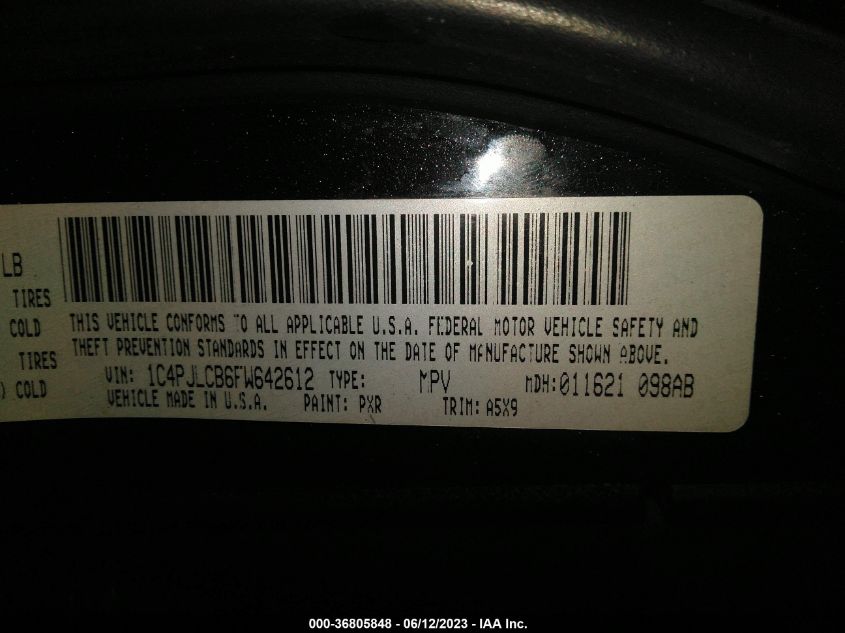 LB
TIRES
COLD
TIRES
) COLD
THIS VEHICLE CONFORMS TO ALL APPLICABLE U.S.A. FEDERAL MOTOR VEHICLE SAFETY AND
THEFT PREVENTION STANDARDS IN EFFECT ON THE DATE OF MANUFACTURE SHOWN ABOVE.
VIN: 1C4PJLCB6FW642612 TYPE: MPV MDH:011621 098AB
VEHICLE MADE IN U.S.A. PAINT: PXR TRIM: A5X9
000-36805848 - 06/12/2023 - IAA Inc.